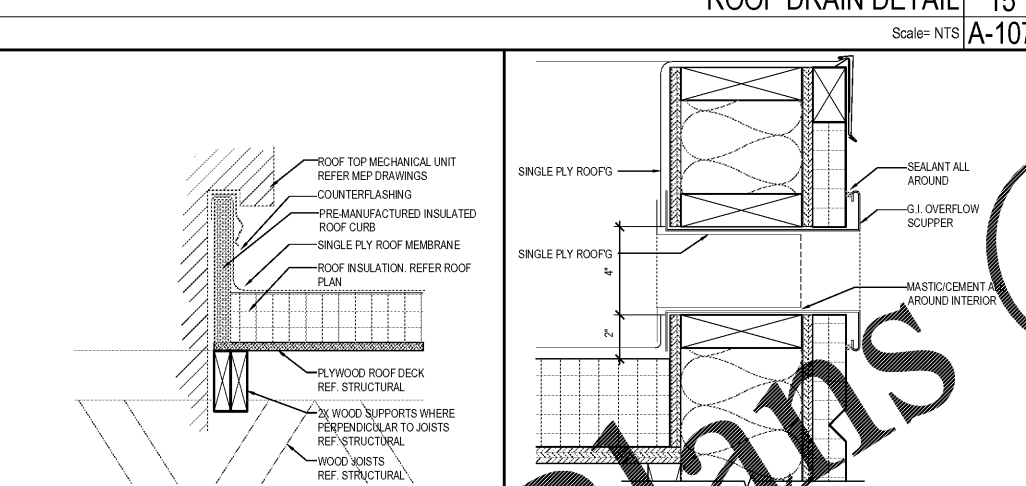 ROOF DRAIN DETAIL 15
Scale= NTS A-107
ROOF TOP MECHANICAL UNIT
REFER MEP DRAWINGS
COUNTERFLASHING
PRE-MANUFACTURED INSULATED
ROOF CURB
SINGLE PLY ROOF MEMBRANE
ROOF INSULATION. REFER ROOF
PLAN
PLYWOOD ROOF DECK
REF. STRUCTURAL
2X WOOD SUPPORTS WHERE
PERPENDICULAR TO JOISTS
REF. STRUCTURAL
WOOD JOISTS
REF. STRUCTURAL
SINGLE PLY ROOF'G
SINGLE PLY ROOF'G
4"
2"
SEALANT ALL
AROUND
G.I. OVERFLOW
SCUPPER
MASTIC/CEMENT ALL
AROUND INTERIOR
lans